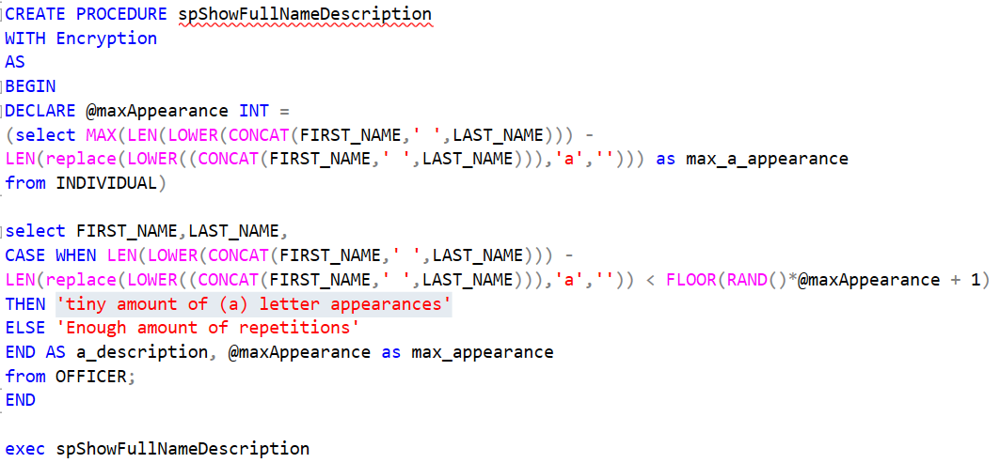 CREATE PROCEDURE spShowFullNameDescription
WITH Encryption
AS
BEGIN
DECLARE @maxAppearance INT =
(select MAX(LEN(LOWER(CONCAT(FIRST_NAME,' ',LAST_NAME))) -
LEN(replace(LOWER((CONCAT(FIRST_NAME,' ',LAST_NAME))),'a',''))) as max_a_appearance
from INDIVIDUAL)
select FIRST_NAME,LAST_NAME,
CASE WHEN LEN(LOWER(CONCAT(FIRST_NAME,' ',LAST_NAME))) -
LEN(replace(LOWER((CONCAT(FIRST_NAME,' ',LAST_NAME))),'a','')) < FLOOR(RAND()*@maxAppearance + 1)
THEN 'tiny amount of (a) letter appearances'
ELSE 'Enough amount of repetitions'
END AS a_description, @maxAppearance as max_appearance
from OFFICER;
END
exec spShowFullNameDescription